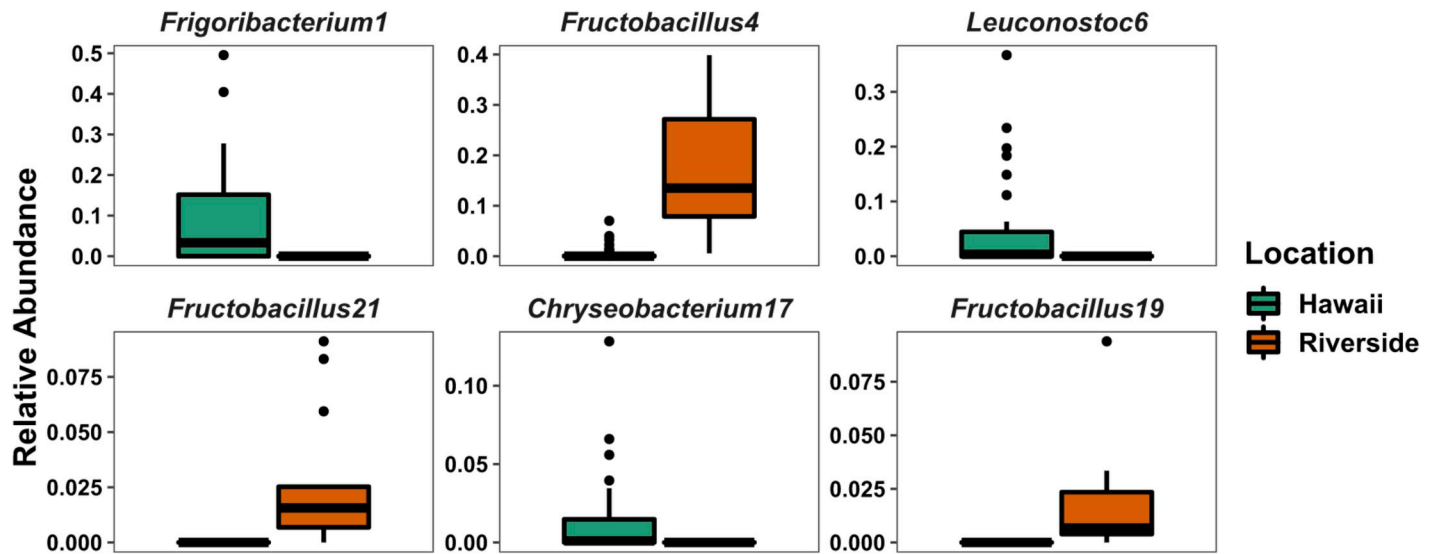 Frigoribacterium1
Fructobacillus4
Leuconostoc6
0.5
0.4
0.3
0.2
0.1
0.0
0.4
0.3
0.2
0.1
0.0
0.3
0.2
0.1
0.0
Relative Abundance
Fructobacillus21
Chryseobacterium17
Fructobacillus19
0.075
0.050
0.025
0.000
0.10
0.05
0.00
0.075
0.050
0.025
0.000
Location
Hawaii
Riverside